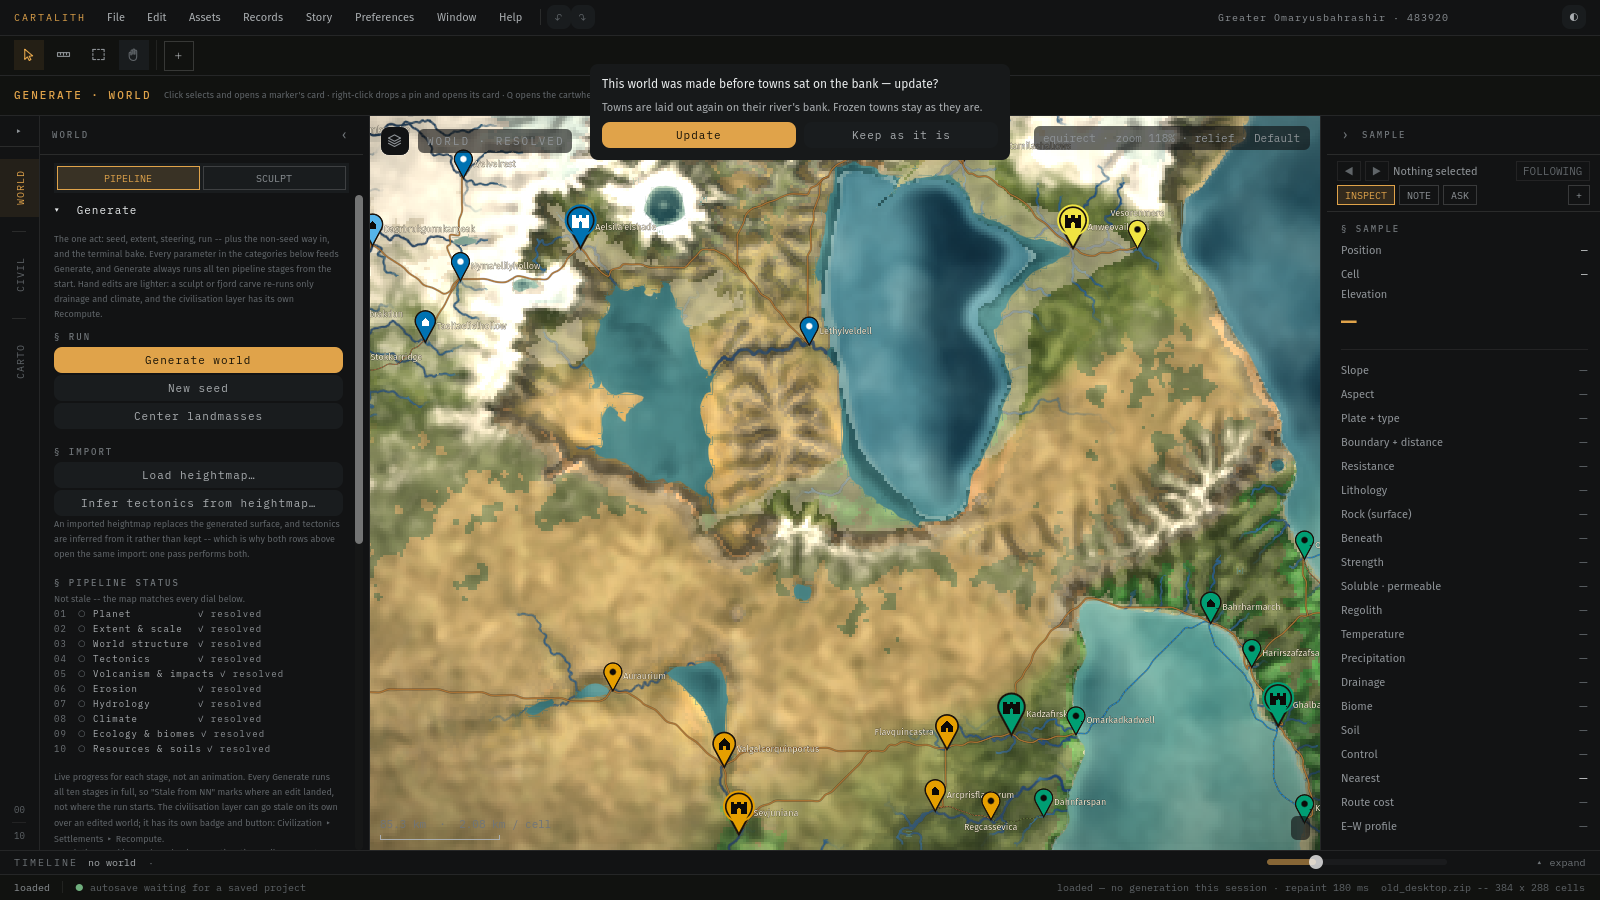 CARTALITH File Edit Assets Records Story Preferences Window Help
Greater Omaryusbahrashir · 483920
GENERATE · WORLD Click selects and opens a marker's card · right-click drops a pin and opens its card · Q opens the cartwhe
This world was made before towns sat on the bank — update?
Towns are laid out again on their river's bank. Frozen towns stay as they are.
Update
Keep as it is
WORLD
CIVIL
CARTO
00
10
WORLD
PIPELINE
SCULPT
Generate
The one act: seed, extent, steering, run -- plus the non-seed way in,
and the terminal bake. Every parameter in the categories below feeds
Generate, and Generate always runs all ten pipeline stages from the
start. Hand edits are lighter: a sculpt or fjord carve re-runs only
drainage and climate, and the civilisation layer has its own
Recompute.
§ RUN
Generate world
New seed
Center landmasses
§ IMPORT
Load heightmap…
Infer tectonics from heightmap…
An imported heightmap replaces the generated surface, and tectonics
are inferred from it rather than kept -- which is why both rows above
open the same import: one pass performs both.
§ PIPELINE STATUS
Not stale -- the map matches every dial below.
01 ○ Planet √ resolved
02 ○ Extent & scale √ resolved
03 ○ World structure √ resolved
04 ○ Tectonics √ resolved
05 ○ Volcanism & impacts √ resolved
06 ○ Erosion √ resolved
07 ○ Hydrology √ resolved
08 ○ Climate √ resolved
09 ○ Ecology & biomes √ resolved
10 ○ Resources & soils √ resolved
Live progress for each stage, not an animation. Every Generate runs
all ten stages in full, so "Stale from NN" marks where an edit landed,
not where the run starts. The civilisation layer can go stale on its own
over an edited world; it has its own badge and button: Civilization ▸
Settlements ▸ Recompute.
WORLD · RESOLVED
equirect · zoom 118% · relief · Default
Lethylveldell
Amaurium
Sevluniana
Flavquincastra
Kadzafirs
Omarkadkadwell
Bahrharmarch
Harirszafzafsa
Ghalba
Dahnfarspan
Regcassevica
SAMPLE
Nothing selected
FOLLOWING
INSPECT NOTE ASK +
§ SAMPLE
Position —
Cell —
Elevation
—
Slope —
Aspect —
Plate + type —
Boundary + distance —
Resistance —
Lithology —
Rock (surface) —
Beneath —
Strength —
Soluble · permeable —
Regolith —
Temperature —
Precipitation —
Drainage —
Biome —
Soil —
Control —
Nearest —
Route cost —
E–W profile —
TIMELINE no world ·
expand
loaded
autosave waiting for a saved project
loaded — no generation this session · repaint 180 ms old_desktop.zip -- 384 x 288 cells